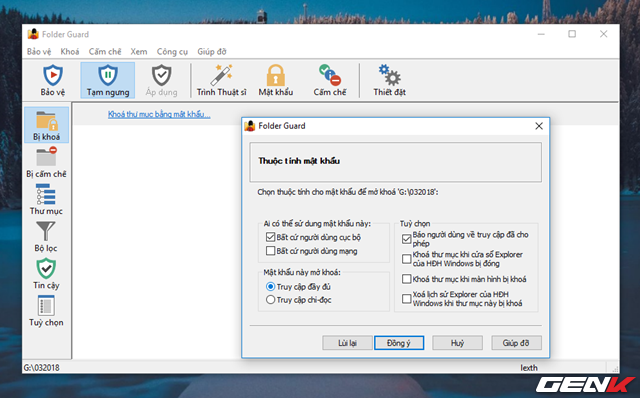 Folder Guard
Bảo vệ Khoá Cấm chế Xem Công cụ Giúp đỡ
Bảo vệ Tạm ngưng Áp dụng Trình Thuật sĩ Mật khẩu Cấm chế Thiết đặt
Bị khoá
Khoá thư mục bằng mật khẩu...
Bị cấm chế
Thư mục
Bộ lọc
Tin cậy
Tuỳ chọn
Folder Guard
Thuộc tính mật khẩu
Chọn thuộc tính cho mật khẩu để mở khoá 'G:\032018':
Ai có thể sử dụng mật khẩu này:
Bất cứ người dùng cục bộ
Bất cứ người dùng mạng
Mật khẩu này mở khoá:
Truy cập đầy đủ
Truy cập chỉ-đọc
Tuỳ chọn
Báo người dùng về truy cập đã cho
phép
Khoá thư mục khi cửa sổ Explorer
của HĐH Windows bị đóng
Khoá thư mục khi màn hình bị khoá
Xoá lịch sử Explorer của HĐH
Windows khi thư mục này bị khoá
Lùi lại Đồng ý Huỷ Giúp đỡ
G:\032018 lexth
GENK